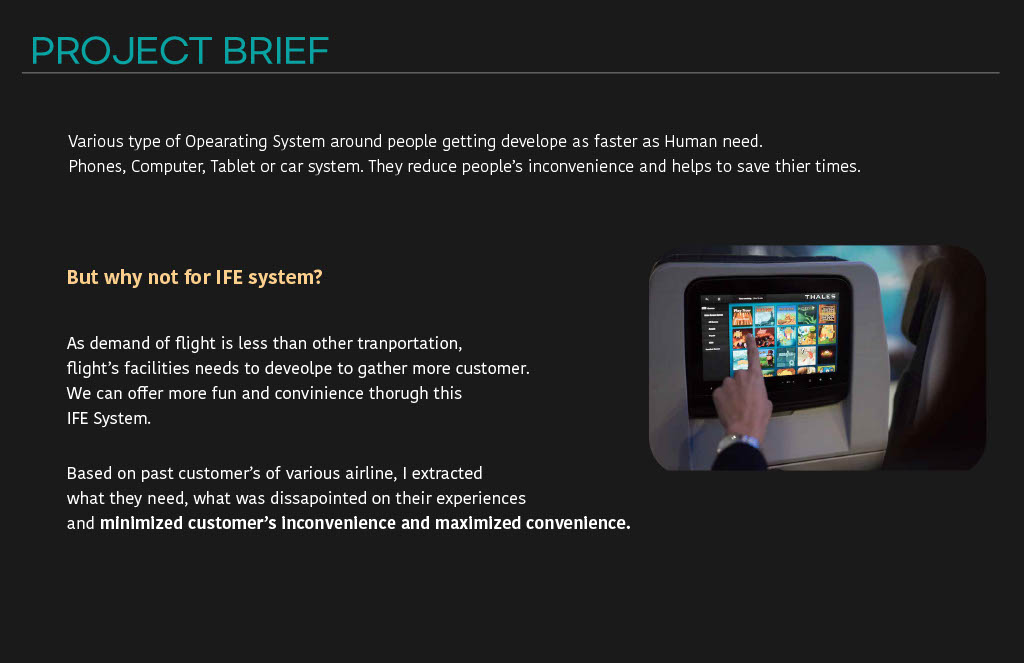 PROJECT BRIEF
Various type of Opearating System around people getting develope as faster as Human need.
Phones, Computer, Tablet or car system. They reduce people’s inconvenience and helps to save thier times.
But why not for IFE system?
As demand of flight is less than other tranportation,
flight’s facilities needs to deveolpe to gather more customer.
We can offer more fun and convinience thorugh this
IFE System.
Based on past customer’s of various airline, I extracted
what they need, what was dissapointed on their experiences
and minimized customer’s inconvenience and maximized convenience.
THALES